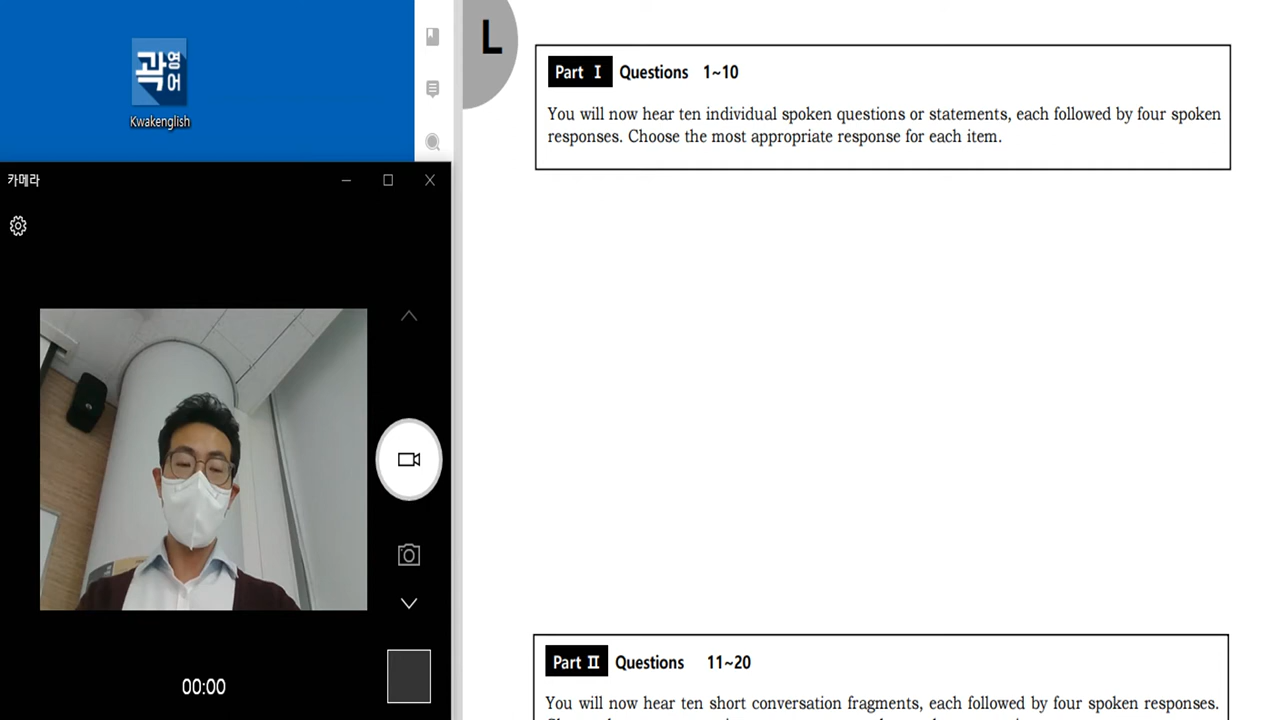 곽영어
Kwakenglish
카메라
00:00
L
Part Ⅰ Questions 1~10
You will now hear ten individual spoken questions or statements, each followed by four spoken
responses. Choose the most appropriate response for each item.
Part Ⅱ Questions 11~20
You will now hear ten short conversation fragments, each followed by four spoken responses.